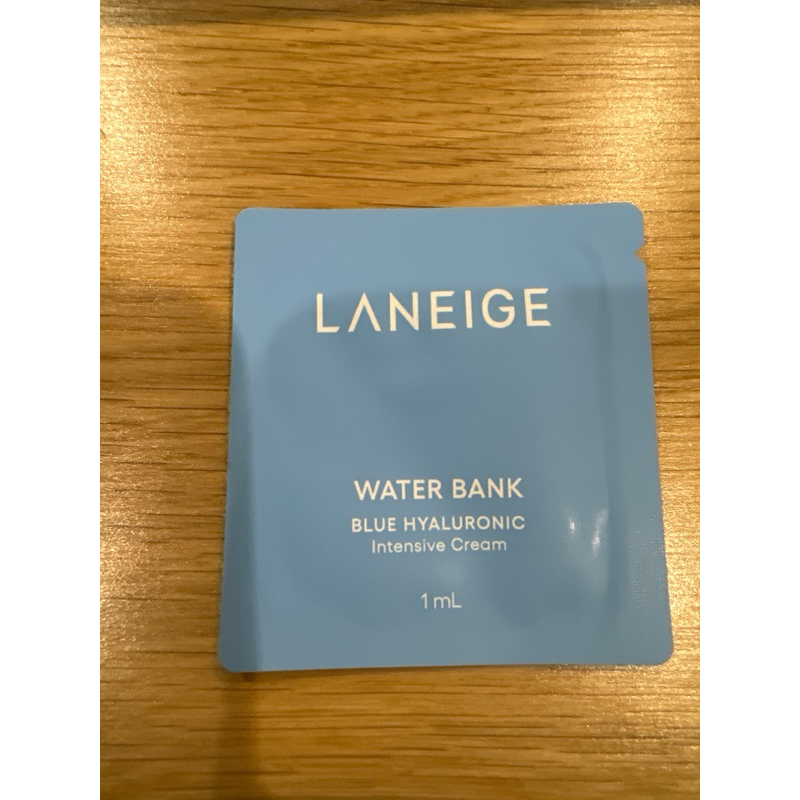 LANEIGE
WATER BANK
BLUE HYALURONIC
Intensive Cream
1 mL